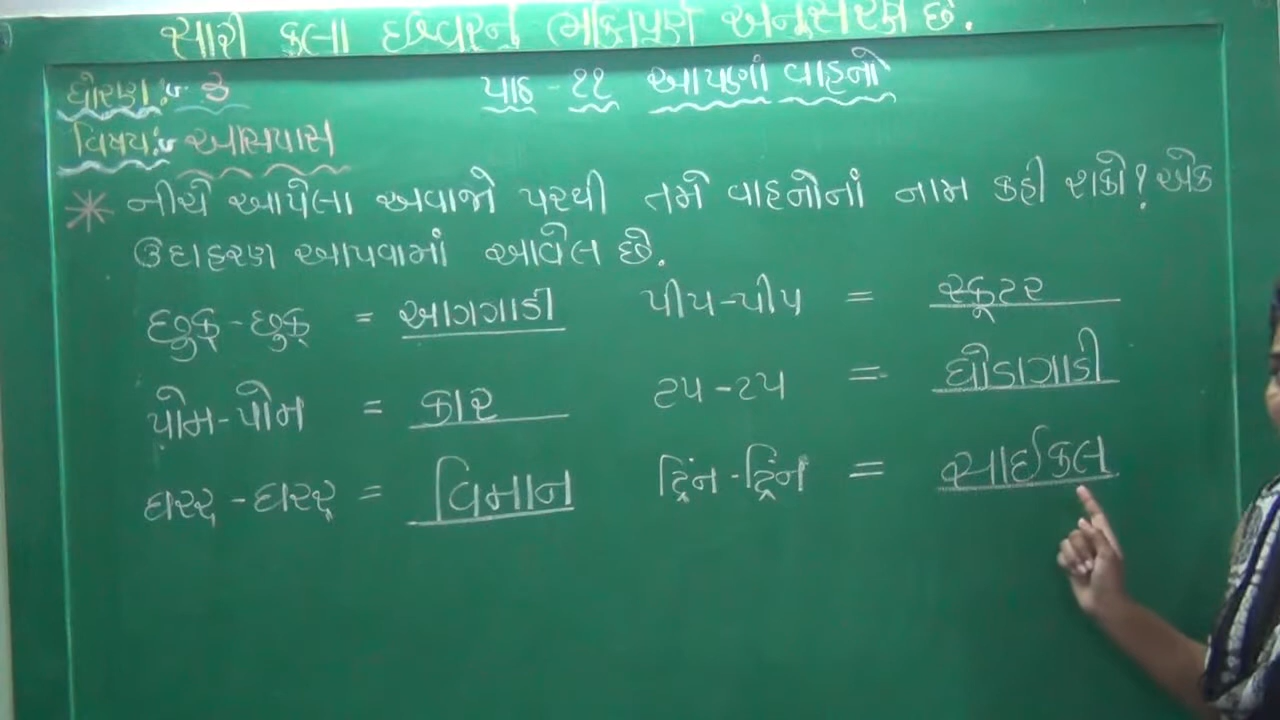 સારી કલા ઈશ્વરનું ભક્તિપૂર્ણ અનુસરણ છે.
ધોરણ:- ૩
પાઠ - ૧૧ આપણાં વાહનો
વિષય:- આસપાસ
* નીચે આપેલા અવાજો પરથી તમે વાહનોનાં નામ કહી શકો? એક
ઉદાહરણ આપવામાં આવેલ છે.
છુક્-છુક્ = આગગાડી પીપ-પીપ = સ્કૂટર
પોમ-પોમ = કાર ટપ-ટપ = ઘોડાગાડી
ઘરર્ર - ઘરર્ર = વિમાન ટ્રિંન-ટ્રિંન = સાઈકલ